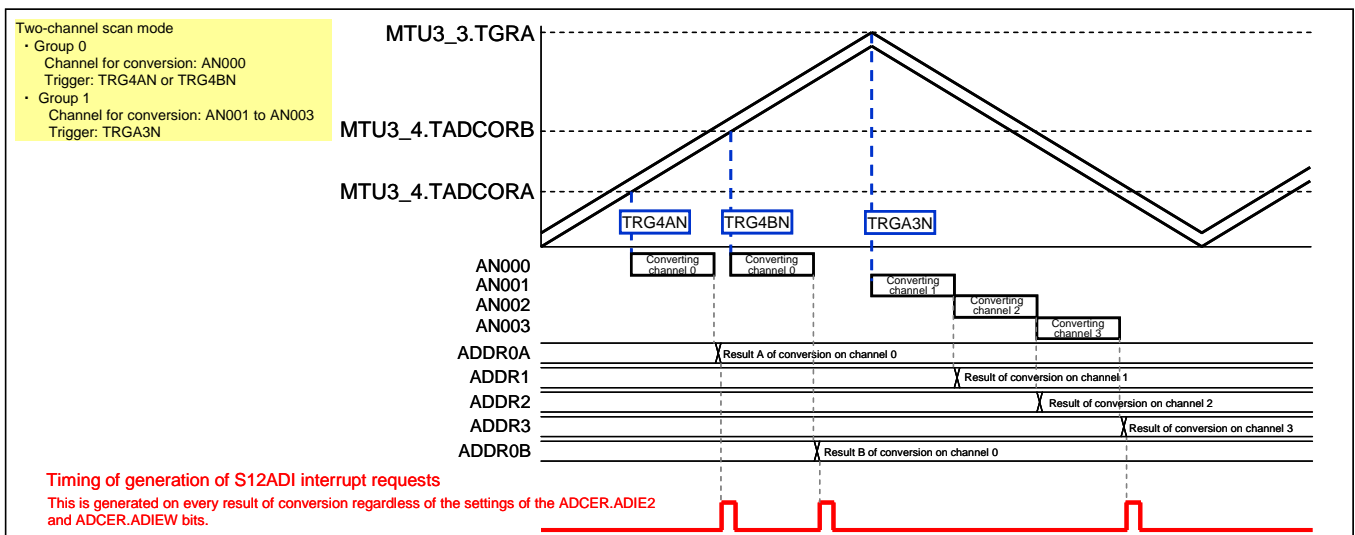 Two-channel scan mode
・Group 0
Channel for conversion: AN000
Trigger: TRG4AN or TRG4BN
・ Group 1
Channel for conversion: AN001 to AN003
Trigger: TRGA3N
MTU3_3.TGRA
MTU3_4.TADCORB
MTU3_4.TADCORA
TRG4AN
TRG4BN
TRGA3N
AN000
AN001
AN002
AN003
Converting
channel 0
Converting
channel 0
Converting
channel 1
Converting
channel 2
Converting
channel 3
ADDR0A
Result A of conversion on channel 0
ADDR1
Result of conversion on channel 1
ADDR2
Result of conversion on channel 2
ADDR3
Result of conversion on channel 3
ADDR0B
Result B of conversion on channel 0
Timing of generation of S12ADI interrupt requests
This is generated on every result of conversion regardless of the settings of the ADCER.ADIE2
and ADCER.ADIEW bits.